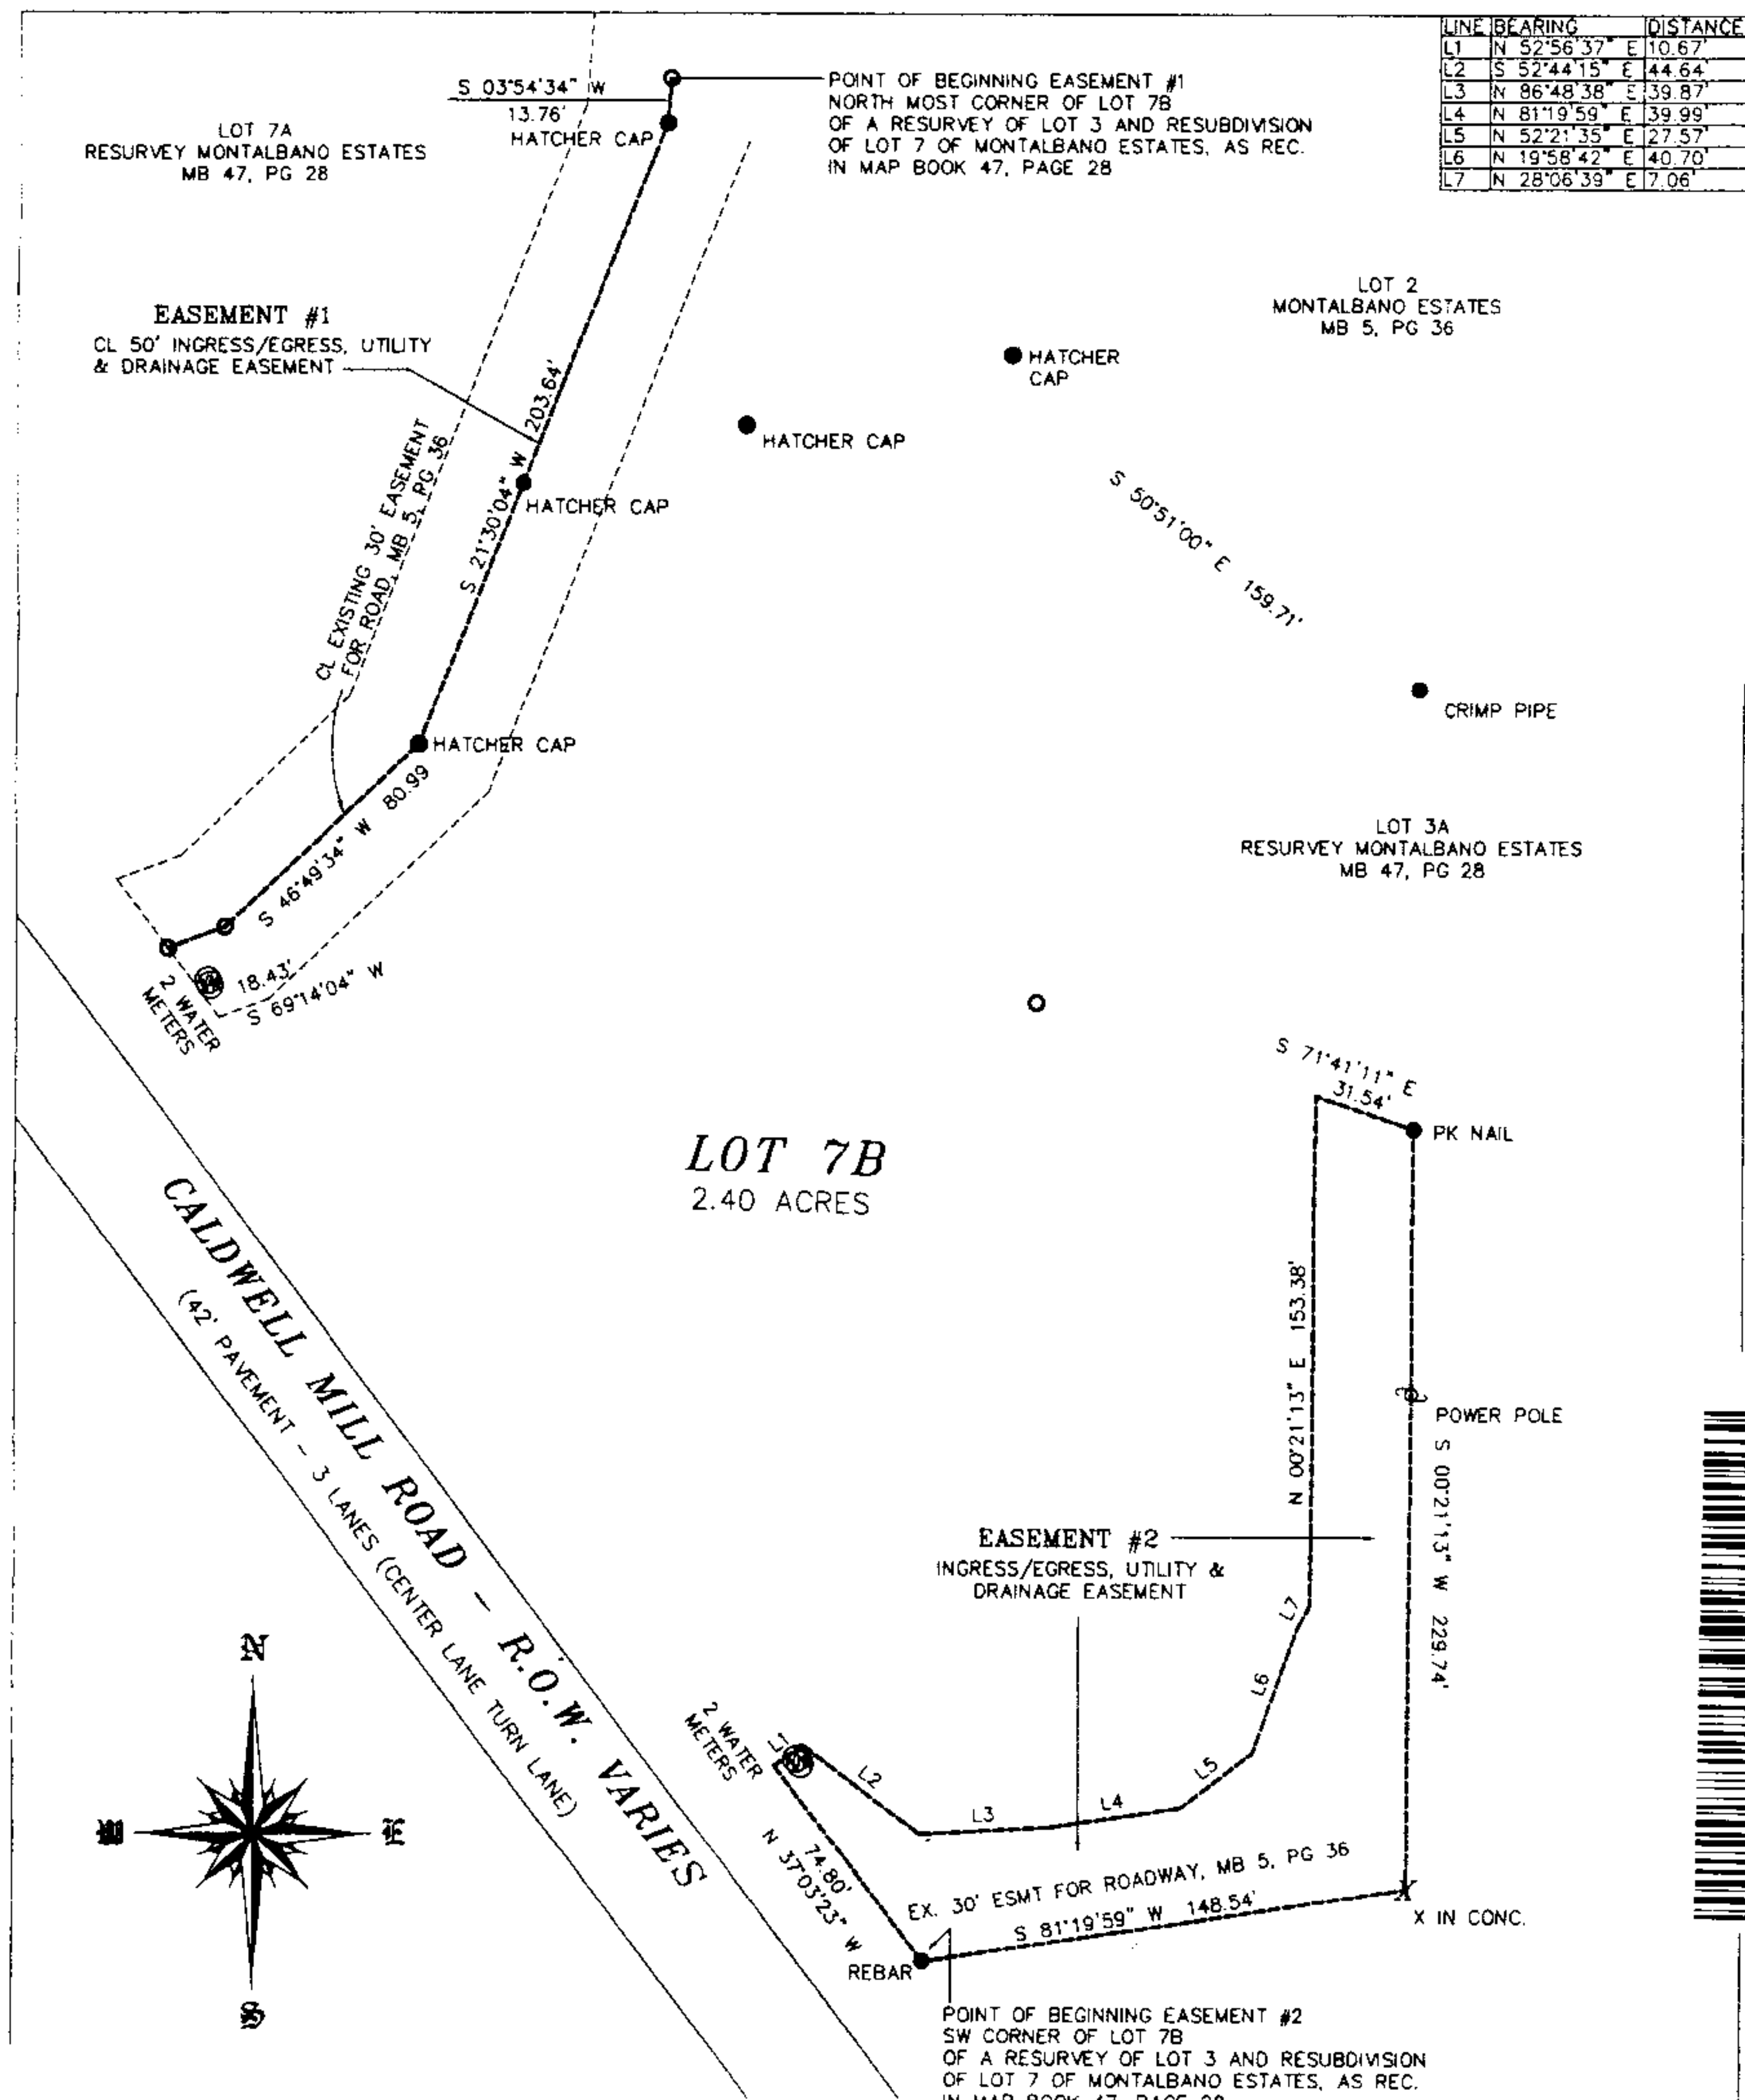 LINE BEARING DISTANCE
L1 N 52°56'37" E 10.67'
L2 S 52°44'15" E 44.64'
L3 N 86°48'38" E 39.87'
L4 N 81°19'59" E 39.99'
L5 N 52°21'35" E 27.57'
L6 N 19°58'42" E 40.70'
L7 N 28°06'39" E 7.06'
S 03°54'34" W
13.76'
HATCHER CAP
POINT OF BEGINNING EASEMENT #1
NORTH MOST CORNER OF LOT 7B
OF A RESURVEY OF LOT 3 AND RESUBDIVISION
OF LOT 7 OF MONTALBANO ESTATES, AS REC.
IN MAP BOOK 47, PAGE 28
LOT 7A
RESURVEY MONTALBANO ESTATES
MB 47, PG 28
EASEMENT #1
CL 50' INGRESS/EGRESS, UTILITY
& DRAINAGE EASEMENT
LOT 2
MONTALBANO ESTATES
MB 5, PG 36
HATCHER
CAP
HATCHER CAP
S 21°30'04" W 203.64'
HATCHER CAP
CL EXISTING 30' EASEMENT
FOR ROAD, MB 5, PG 36
S 50°51'00" E 159.71'
CRIMP PIPE
HATCHER CAP
S 46°49'34" W 80.99
LOT 3A
RESURVEY MONTALBANO ESTATES
MB 47, PG 28
18.43'
S 69°14'04" W
2 WATER
METERS
S 71°41'11" E
31.54'
PK NAIL
LOT 7B
2.40 ACRES
CALDWELL MILL ROAD - R.O.W. VARIES
(42' PAVEMENT - 3 LANES (CENTER LANE TURN LANE)
N 00°21'13" E 153.38'
POWER POLE
S 00°21'13" W 229.74'
EASEMENT #2
INGRESS/EGRESS, UTILITY &
DRAINAGE EASEMENT
L7
L6
L5
L4
L3
L2
L1
2 WATER
METERS
74.80'
N 37°03'23" W
EX. 30' ESMT FOR ROADWAY, MB 5, PG 36
S 81°19'59" W 148.54'
X
X IN CONC.
REBAR
N
W
E
S
POINT OF BEGINNING EASEMENT #2
SW CORNER OF LOT 7B
OF A RESURVEY OF LOT 3 AND RESUBDIVISION
OF LOT 7 OF MONTALBANO ESTATES, AS REC.
IN MAP BOOK 47, PAGE 28